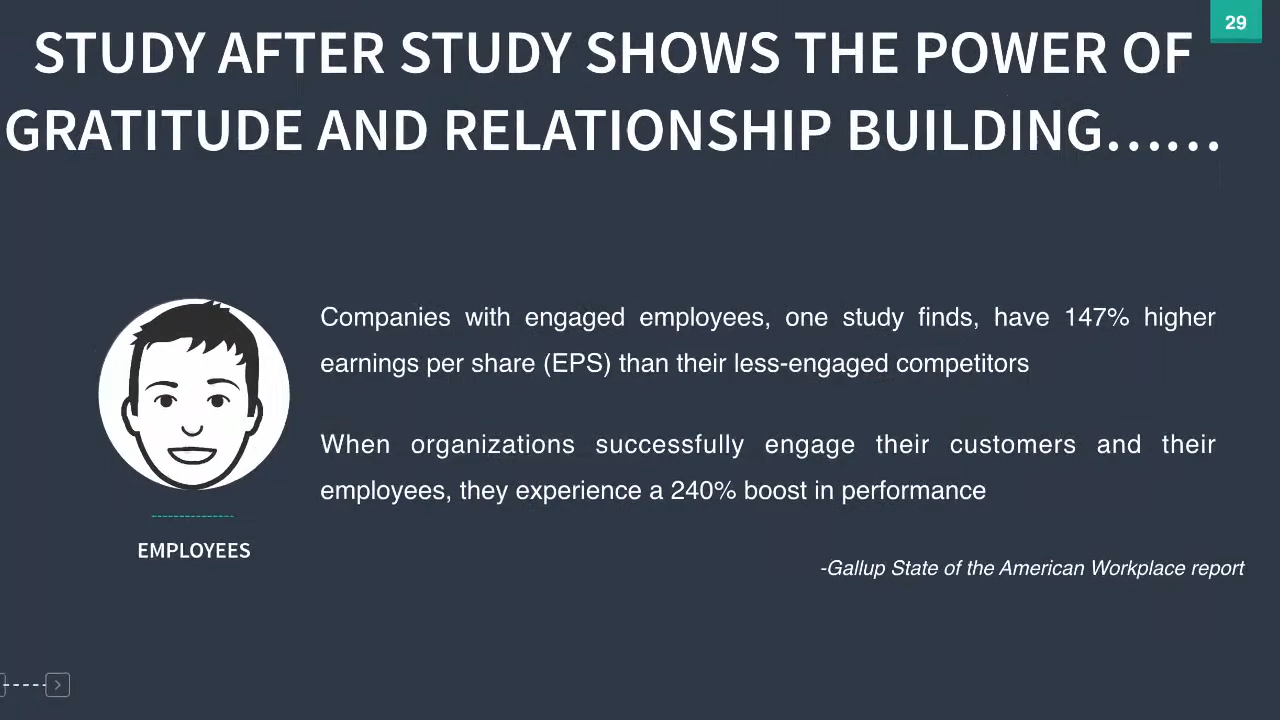 29
STUDY AFTER STUDY SHOWS THE POWER OF
GRATITUDE AND RELATIONSHIP BUILDING......
Companies with engaged employees, one study finds, have 147% higher
earnings per share (EPS) than their less-engaged competitors
When organizations successfully engage their customers and their
employees, they experience a 240% boost in performance
EMPLOYEES
-Gallup State of the American Workplace report